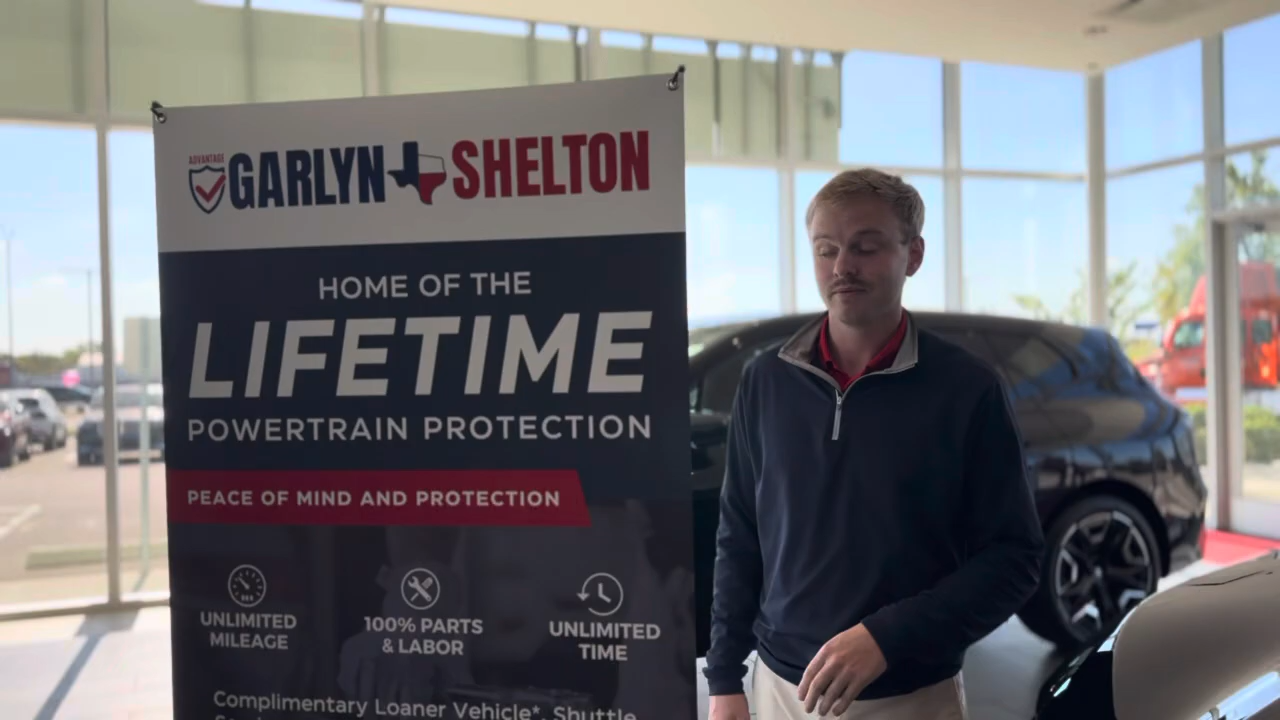 ADVANTAGE
GARLYN SHELTON
HOME OF THE
LIFETIME
POWERTRAIN PROTECTION
PEACE OF MIND AND PROTECTION
UNLIMITED
MILEAGE
100% PARTS
& LABOR
UNLIMITED
TIME
Complimentary Loaner Vehicle*, Shuttle